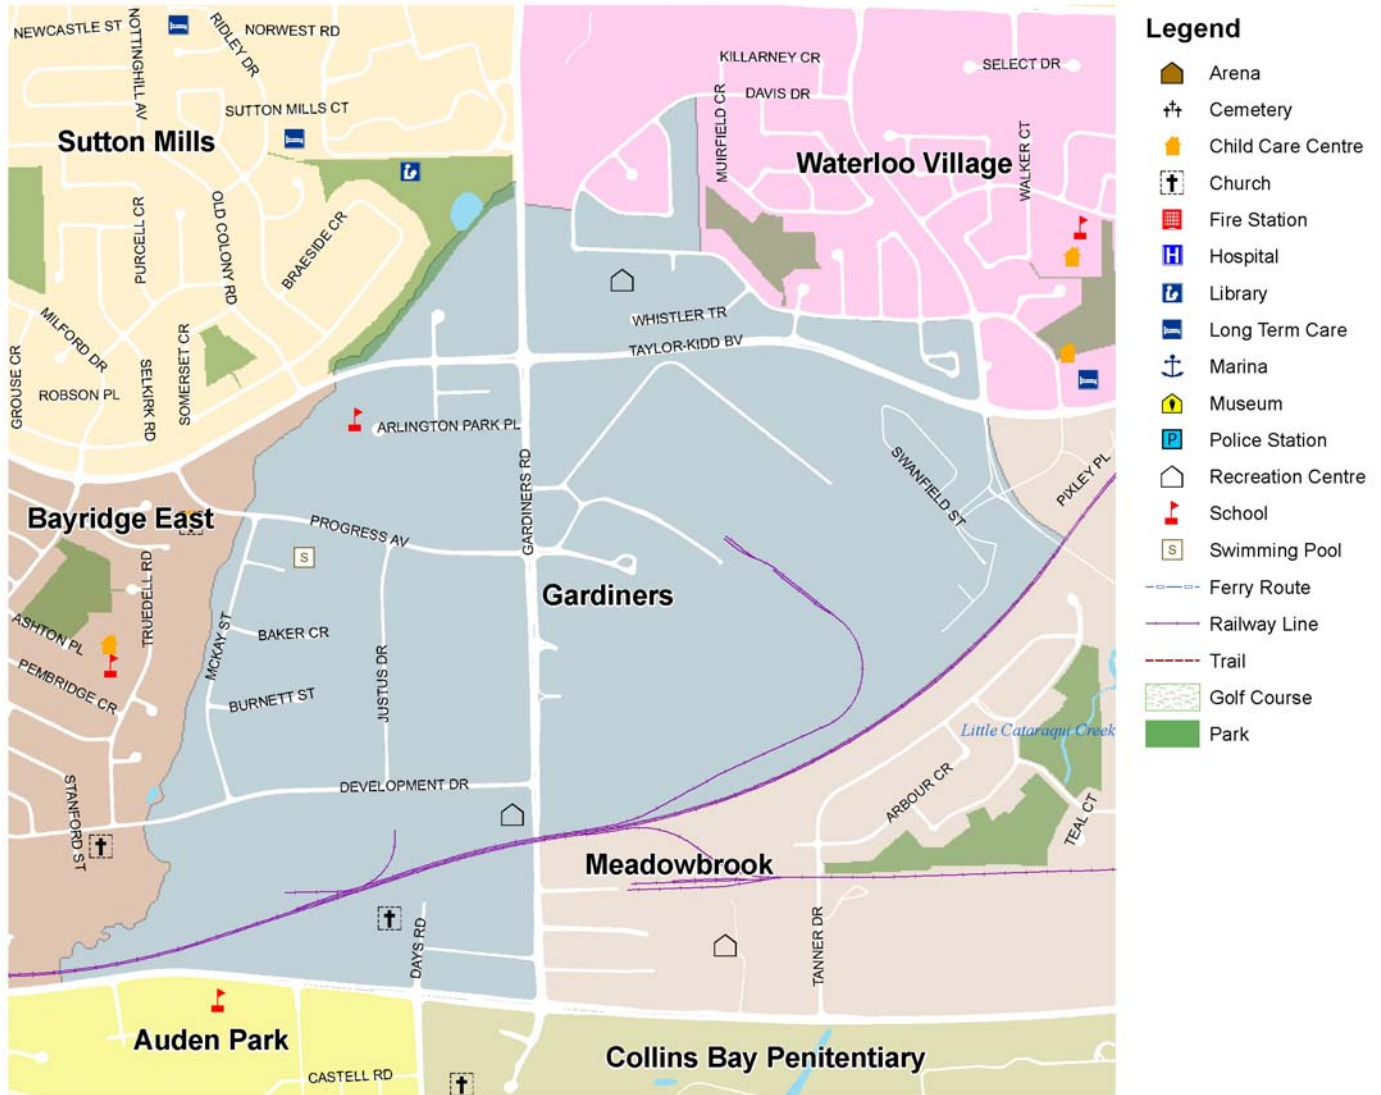 NEWCASTLE ST
NOTTINGHILL AV
RIDLEY DR
NORWEST RD
SUTTON MILLS CT
Sutton Mills
PURCELL CR
OLD COLONY RD
BRAESIDE CR
MILFORD DR
GROUSE CR
ROBSON PL
SELKIRK RD
SOMERSET CR
KILLARNEY CR
SELECT DR
DAVIS DR
MUIRFIELD CR
Waterloo Village
WALKER CT
WHISTLER TR
TAYLOR-KIDD BV
ARLINGTON PARK PL
GARDINERS RD
SWANFIELD ST
PIXLEY PL
Bayridge East
PROGRESS AV
S
TRUEDELL RD
ASHTON PL
PEMBRIDGE CR
MCKAY ST
BAKER CR
BURNETT ST
JUSTUS DR
Gardiners
DEVELOPMENT DR
STANFORD ST
Little Cataraqui Creek
ARBOUR CR
TEAL CT
Meadowbrook
TANNER DR
DAYS RD
Auden Park
CASTELL RD
Collins Bay Penitentiary
Legend
Arena
Cemetery
Child Care Centre
Church
Fire Station
H Hospital
Library
Long Term Care
Marina
Museum
P Police Station
Recreation Centre
School
S Swimming Pool
Ferry Route
Railway Line
Trail
Golf Course
Park